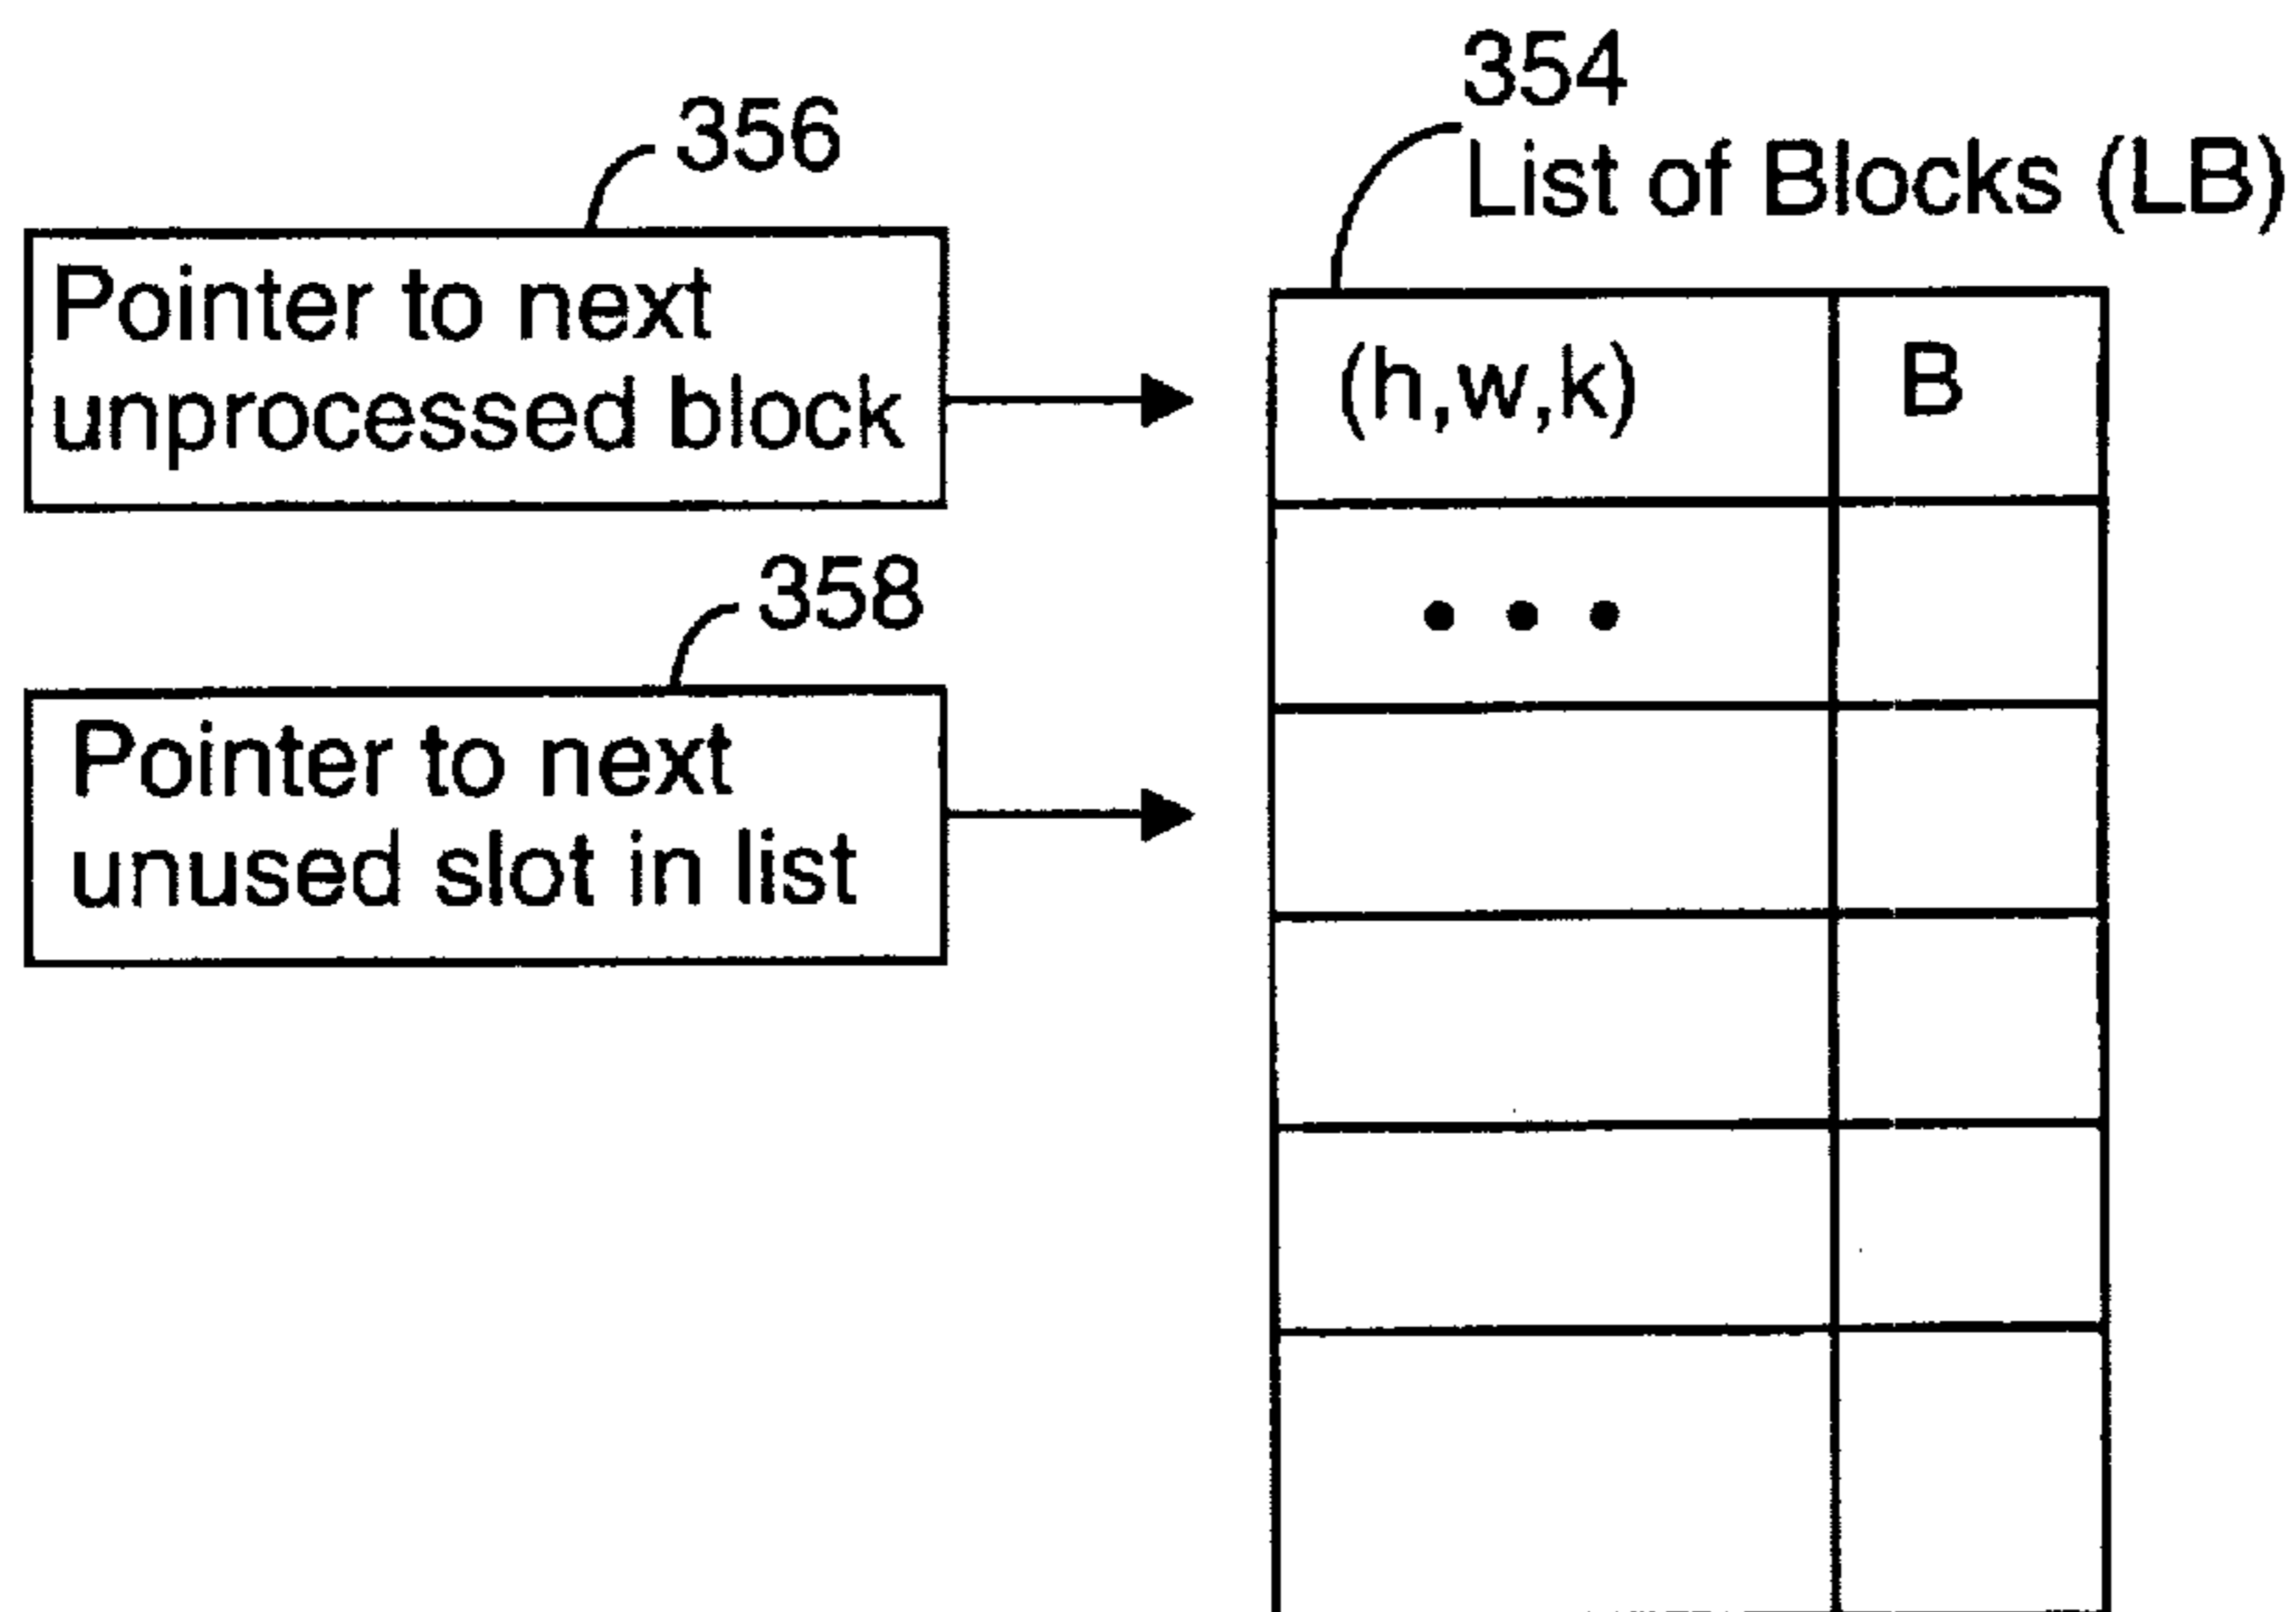 356
Pointer to next
unprocessed block
358
Pointer to next
unused slot in list
354
List of Blocks (LB)
(h,w,k) B
• • •